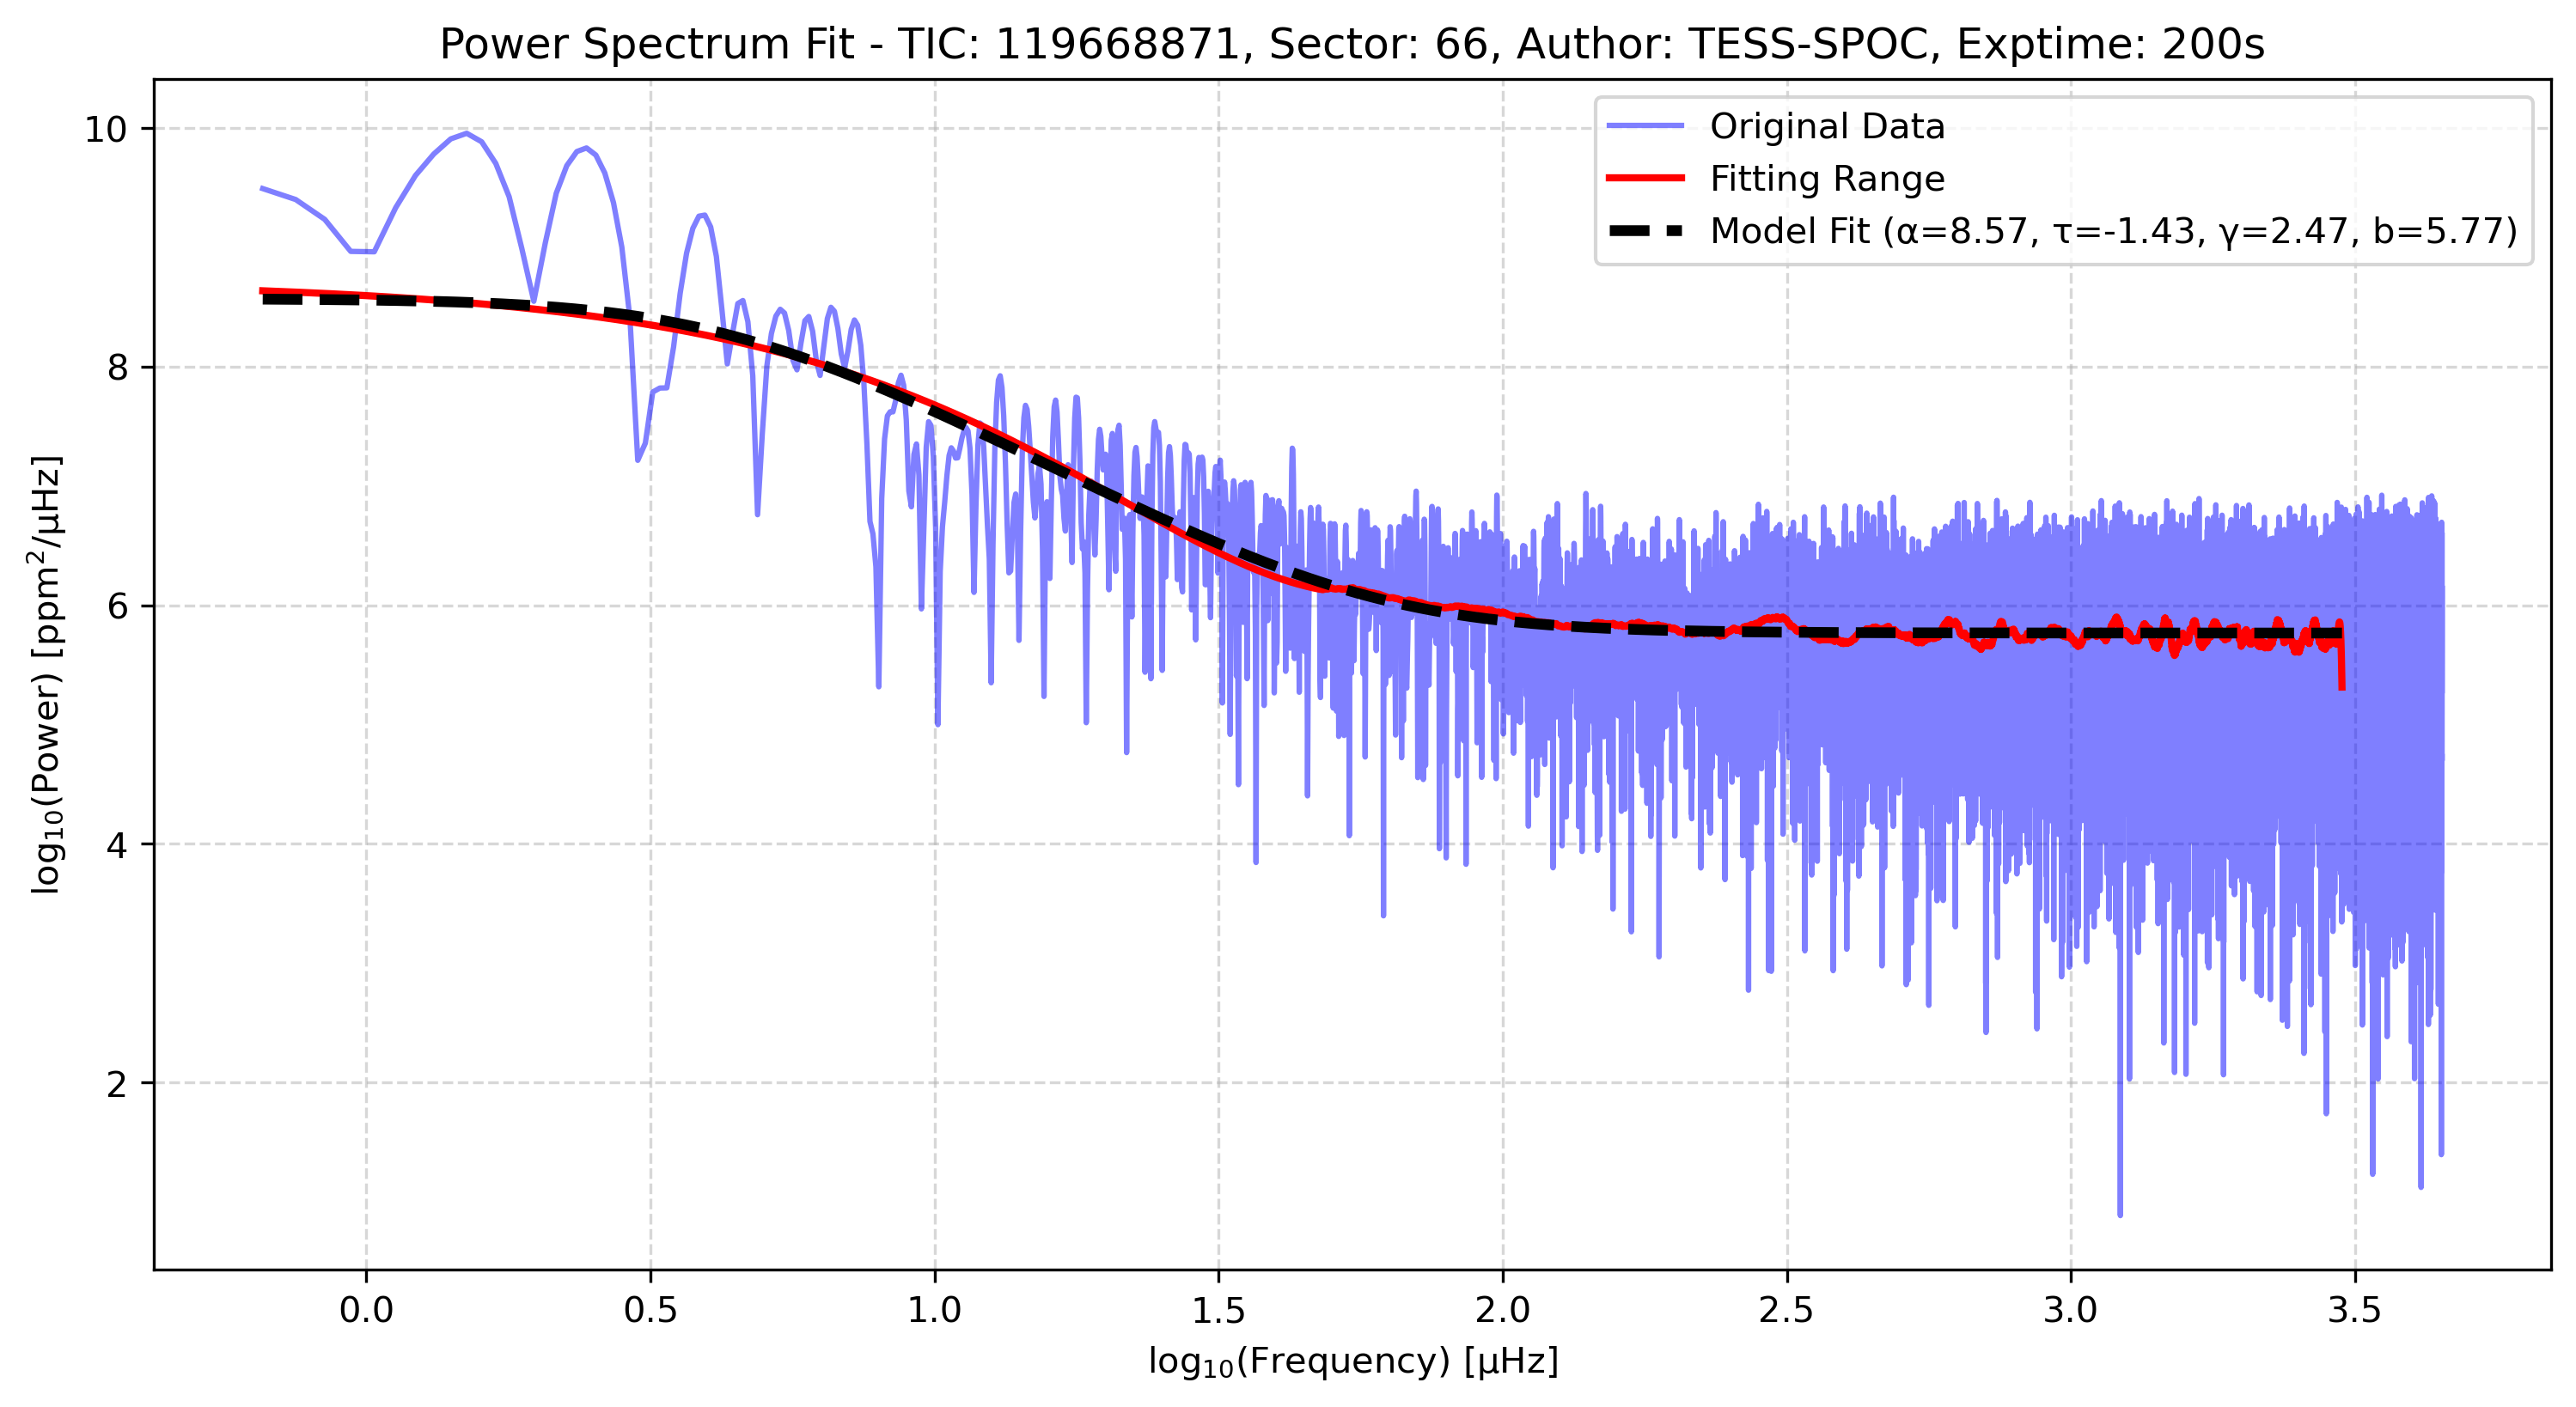 Power Spectrum Fit - TIC: 119668871, Sector: 66, Author: TESS-SPOC, Exptime: 200s
Original Data
Fitting Range
Model Fit (α=8.57, τ=-1.43, γ=2.47, b=5.77)
log₁₀(Power) [ppm²/μHz]
10
8
6
4
2
0.0 0.5 1.0 1.5 2.0 2.5 3.0 3.5
log₁₀(Frequency) [μHz]